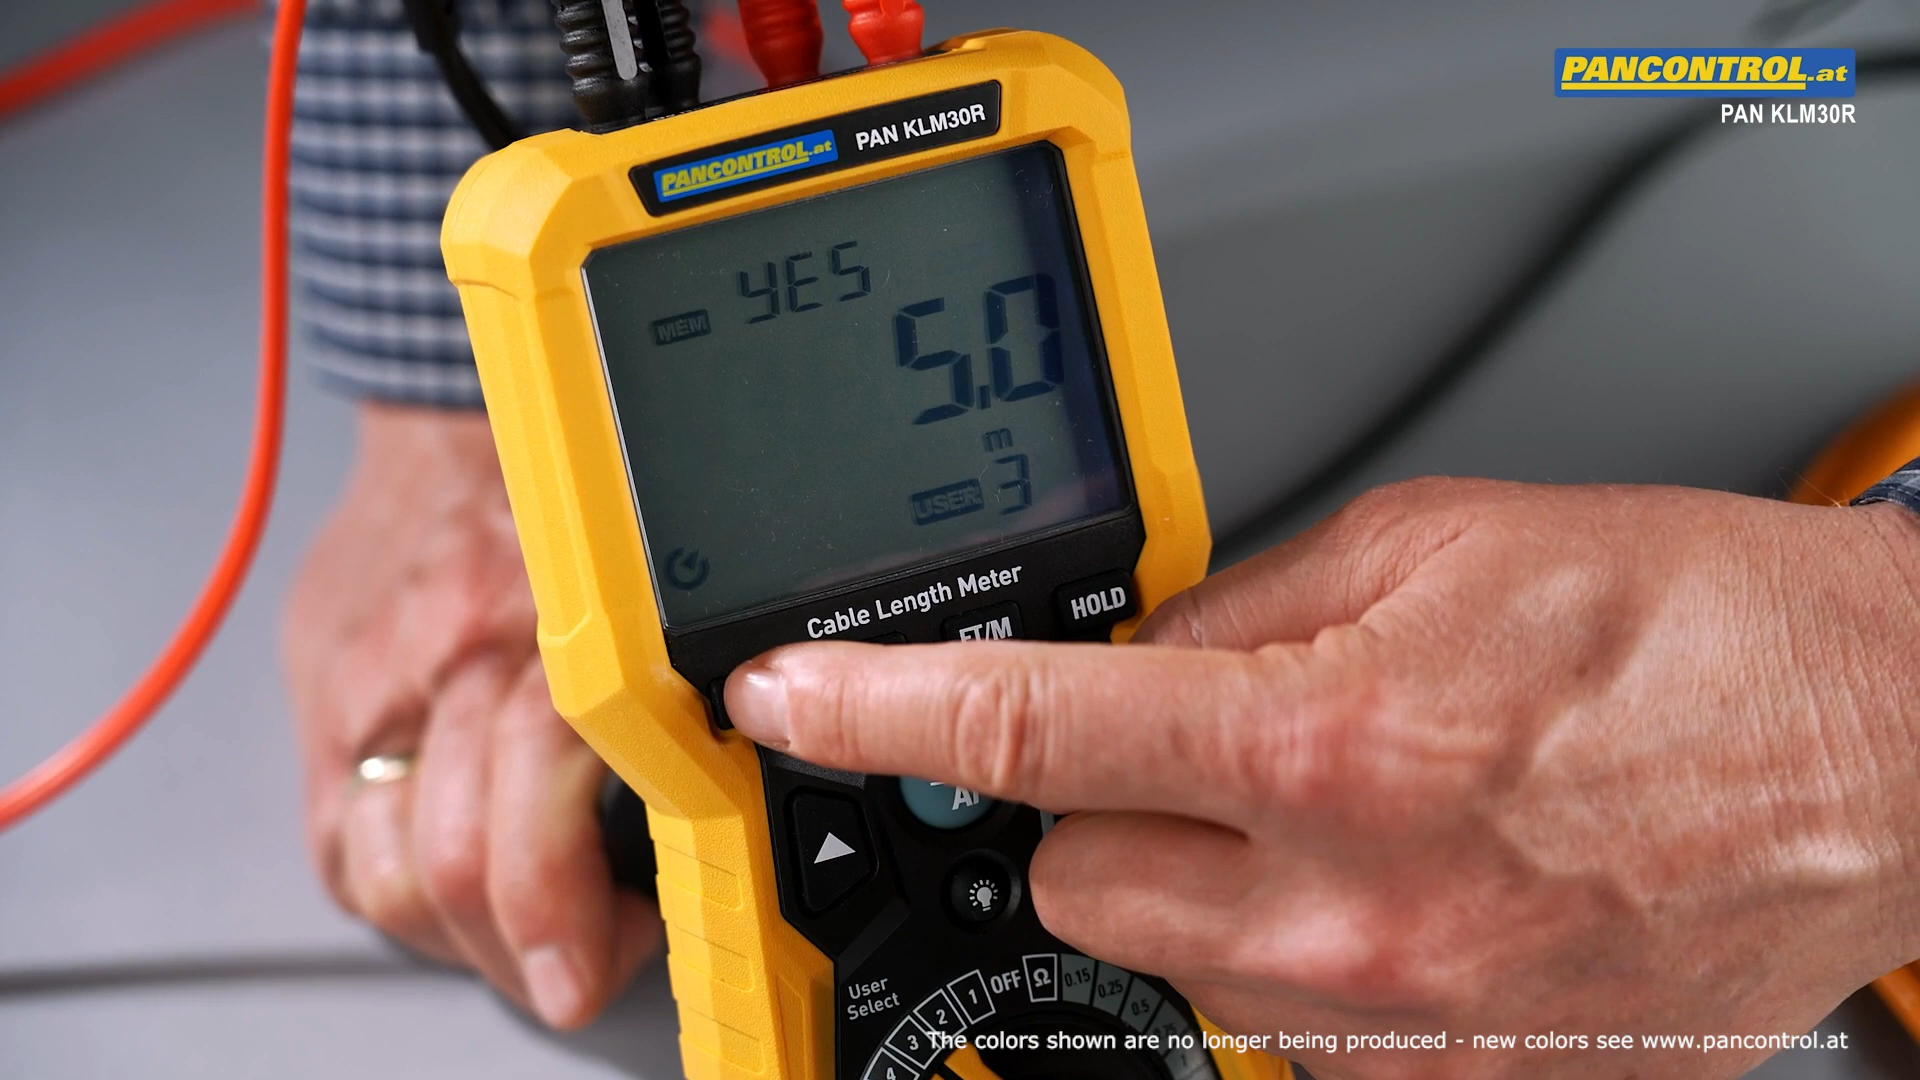 PANCONTROL.at
PAN KLM30R
PANCONTROL.at PAN KLM30R
YES
MEM
5.0
m
USER 3
Cable Length Meter
FT/M
HOLD
User
Select
4 3 2 1 OFF Ω 0.15 0.25 0.5
The colors shown are no longer being produced - new colors see www.pancontrol.at